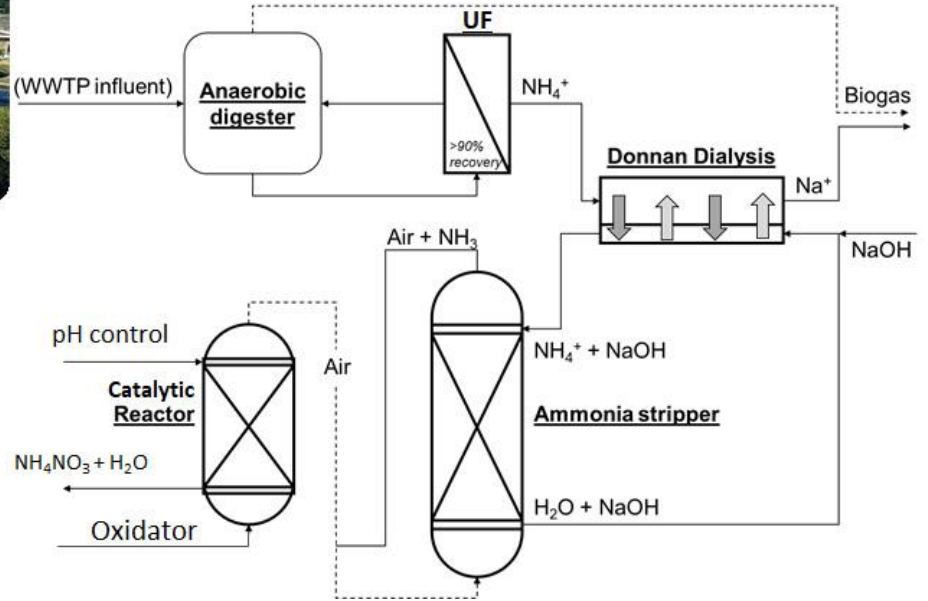 UF
(WWTP influent)
Anaerobic
digester
NH₄⁺
>90%
recovery
Biogas
Donnan Dialysis
Na⁺
NaOH
Air + NH₃
NH₄⁺ + NaOH
pH control
Air
Catalytic
Reactor
Ammonia stripper
NH₄NO₃ + H₂O
H₂O + NaOH
Oxidator